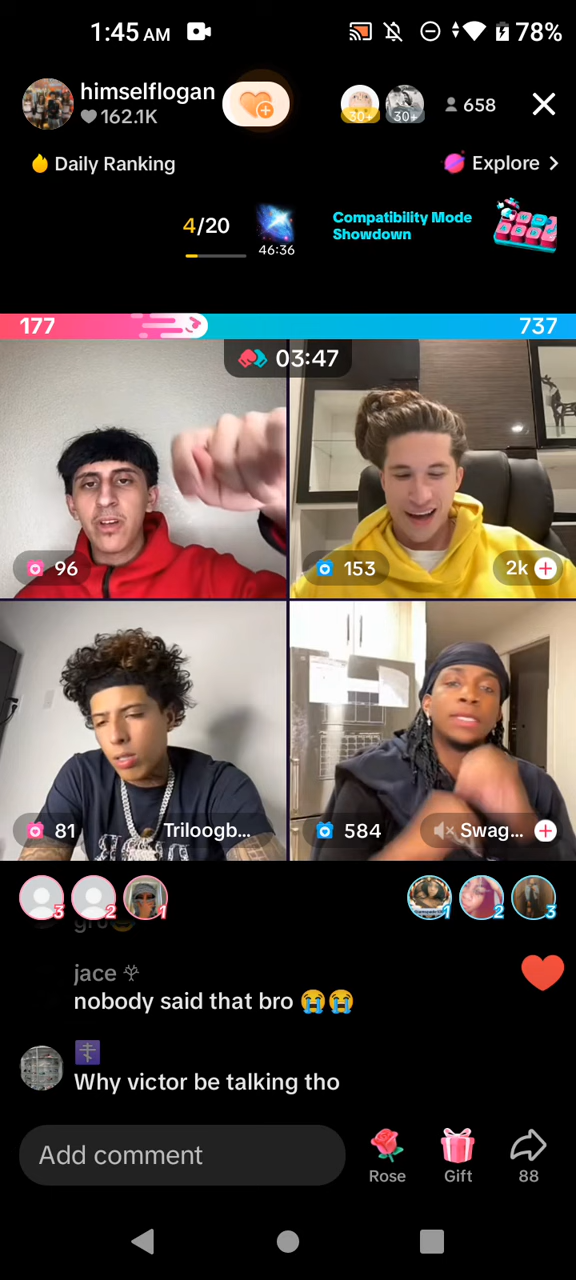 1:45 AM
78%
himselflogan
162.1K
30+
30+
658
Daily Ranking
Explore
4/20
46:36
Compatibility Mode
Showdown
177
737
03:47
96
153
2k
81
Triloogb...
584
Swag...
3
2
1
1
2
3
jace
nobody said that bro 😭😭
Why victor be talking tho
Add comment
Rose
Gift
88